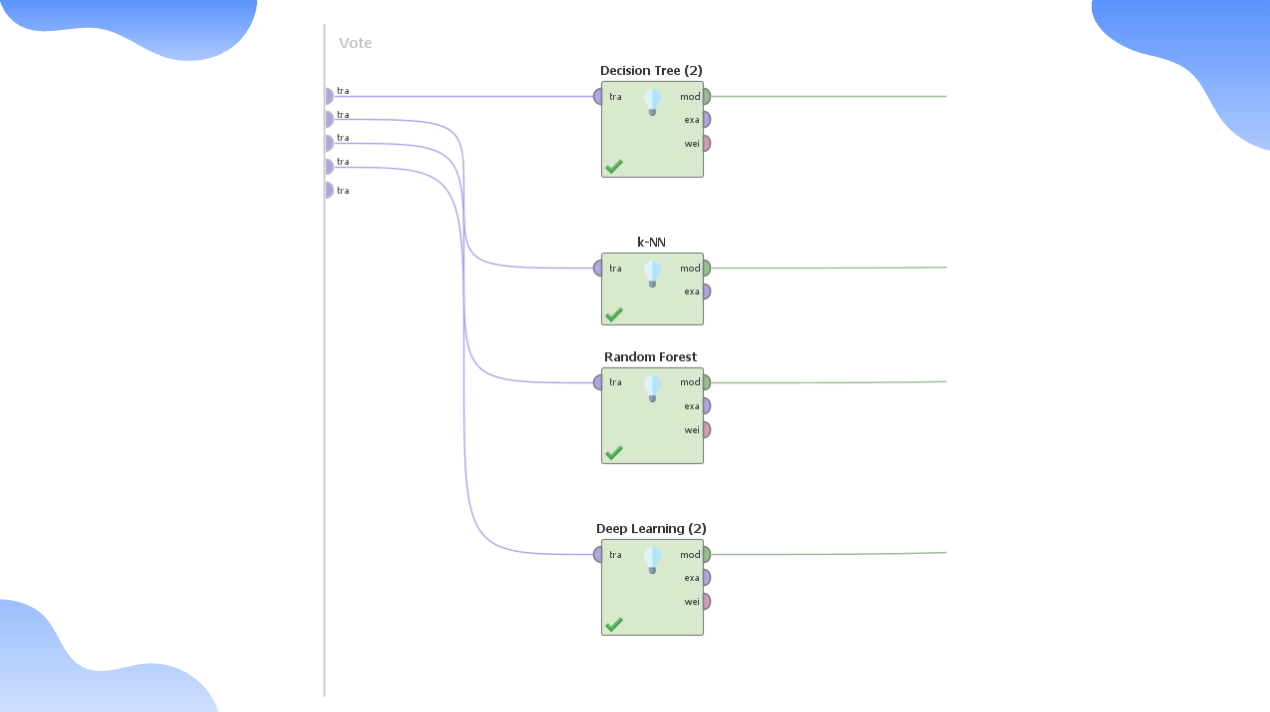 Vote
tra
tra
tra
tra
tra
Decision Tree (2)
tra mod
exa
wei
k-NN
tra mod
exa
Random Forest
tra mod
exa
wei
Deep Learning (2)
tra mod
exa
wei